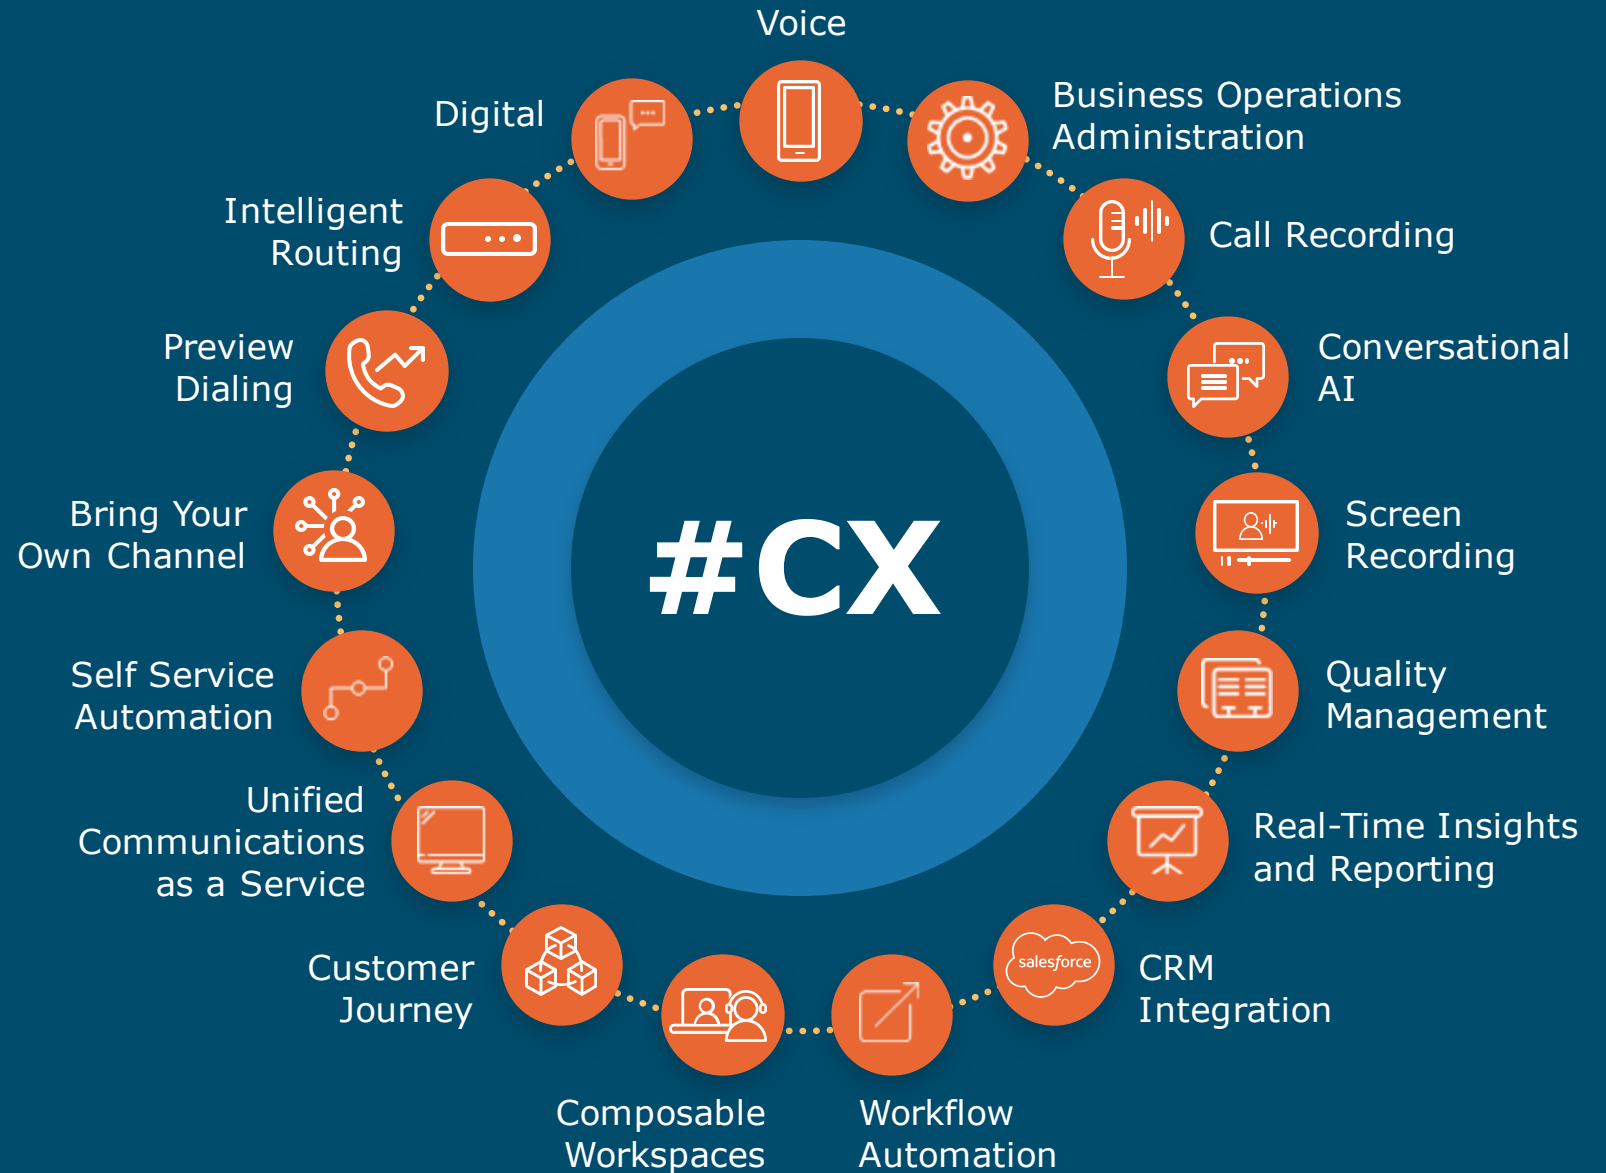 Voice
Business Operations
Administration
Call Recording
Conversational
AI
Screen
Recording
Quality
Management
Real-Time Insights
and Reporting
salesforce
CRM
Integration
Workflow
Automation
Composable
Workspaces
Customer
Journey
Unified
Communications
as a Service
Self Service
Automation
Bring Your
Own Channel
Preview
Dialing
Intelligent
Routing
Digital
#CX